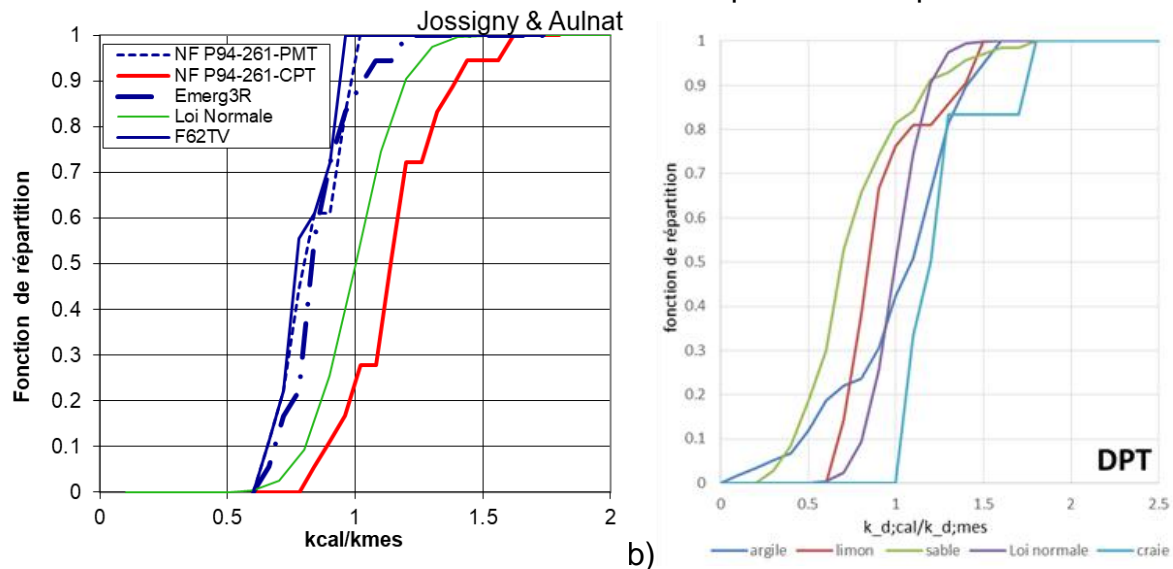 Jossigny & Aulnat
NF P94-261-PMT
NF P94-261-CPT
Emerg3R
Loi Normale
F62TV
Fonction de répartition
1
0.9
0.8
0.7
0.6
0.5
0.4
0.3
0.2
0.1
0
0 0.5 1 1.5 2
kcal/kmes
b)
fonction de répartition
1
0.9
0.8
0.7
0.6
0.5
0.4
0.3
0.2
0.1
0
0 0.5 1 1.5 2 2.5
DPT
k_d;cal/k_d;mes
argile limon sable Loi normale craie